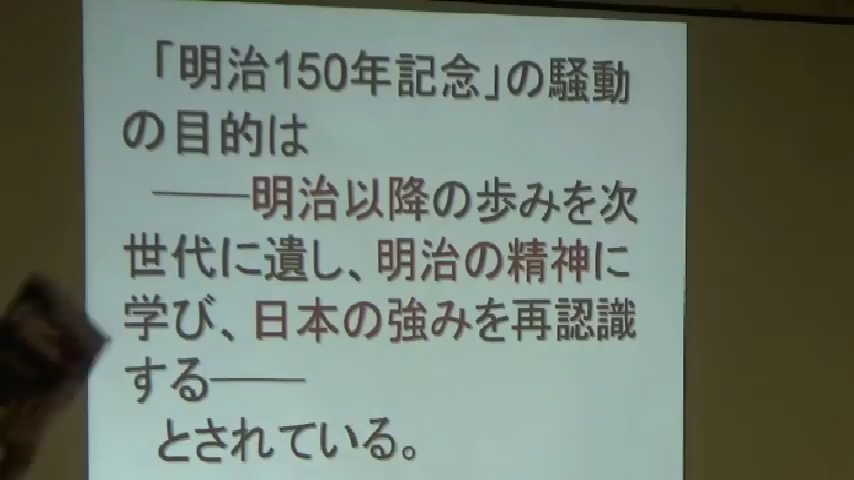 「明治150年記念」の騒動
の目的は
――明治以降の歩みを次
世代に遺し、明治の精神に
学び、日本の強みを再認識
する――
とされている。